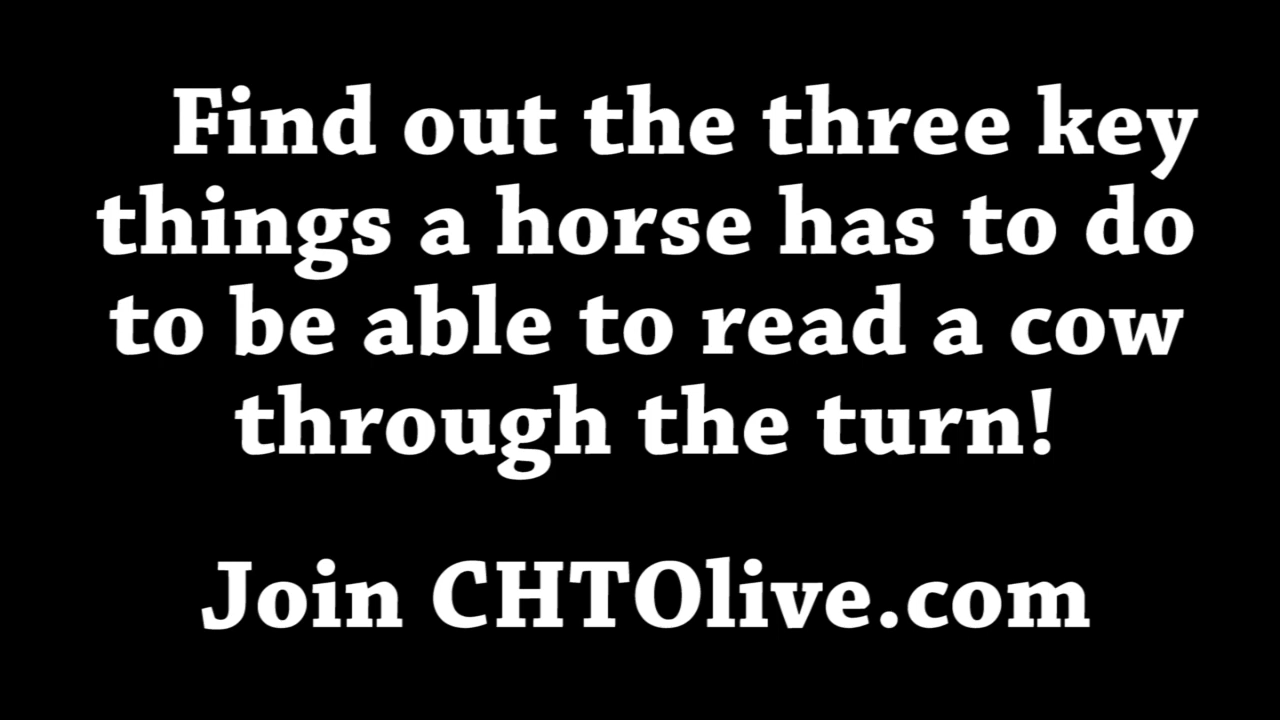 Find out the three key
things a horse has to do
to be able to read a cow
through the turn!
Join CHTOlive.com